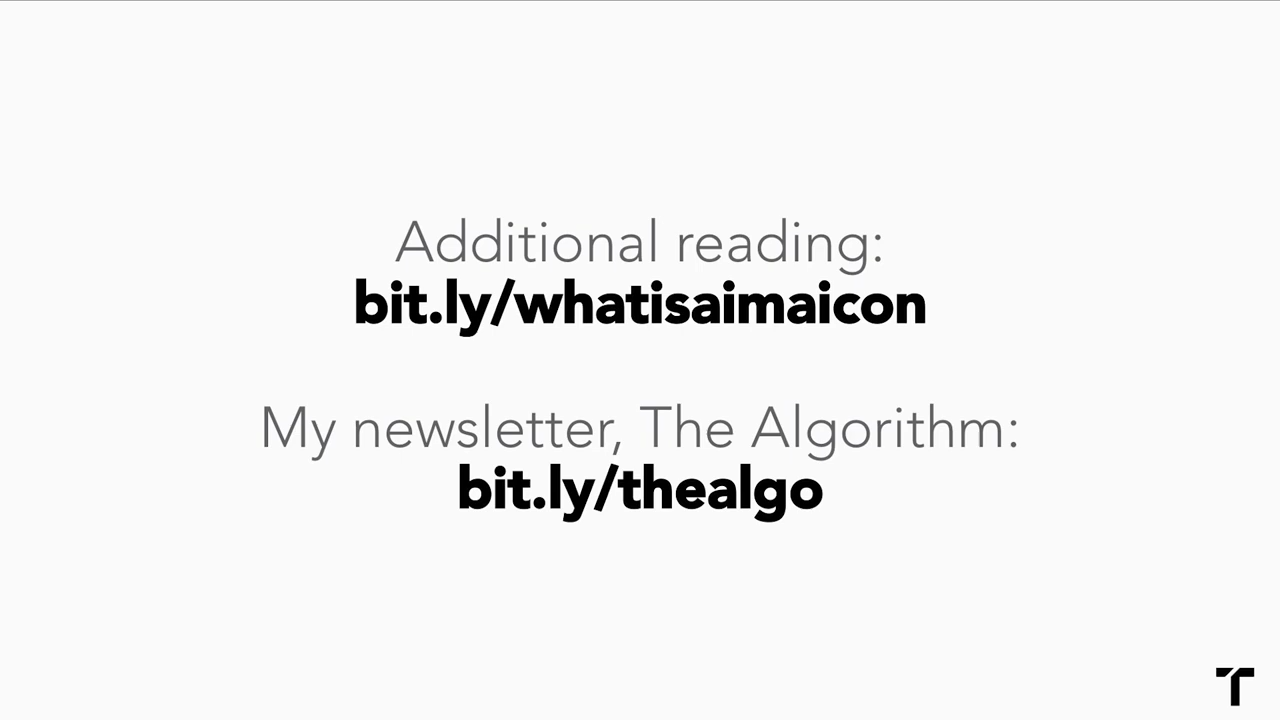 Additional reading:
bit.ly/whatisaimaicon
My newsletter, The Algorithm:
bit.ly/thealgo